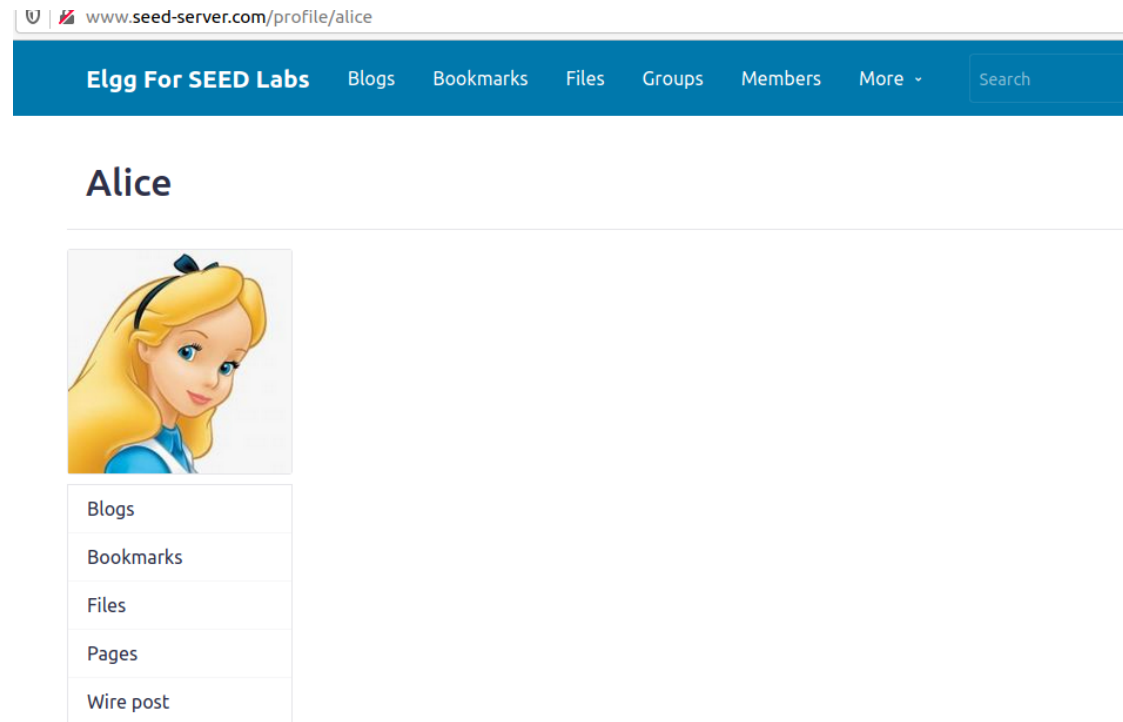 www.seed-server.com/profile/alice
Elgg For SEED Labs Blogs Bookmarks Files Groups Members More Search
Alice
Blogs
Bookmarks
Files
Pages
Wire post